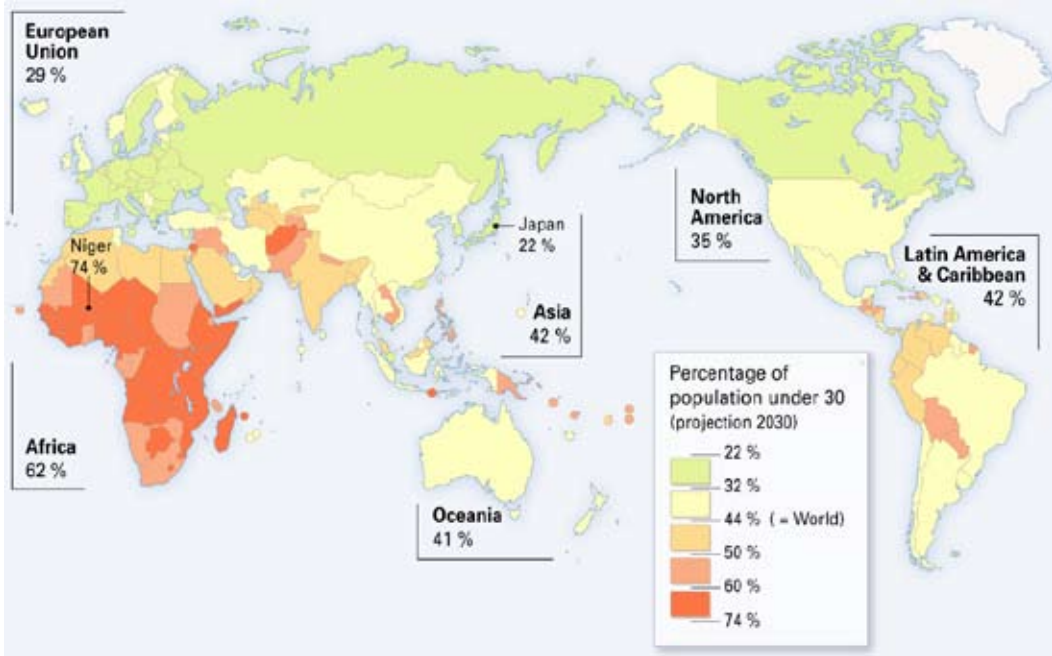 European
Union
29 %
Niger
74 %
Japan
22 %
Asia
42 %
North
America
35 %
Latin America
& Caribbean
42 %
Africa
62 %
Oceania
41 %
Percentage of
population under 30
(projection 2030)
22 %
32 %
44 % ( = World)
50 %
60 %
74 %